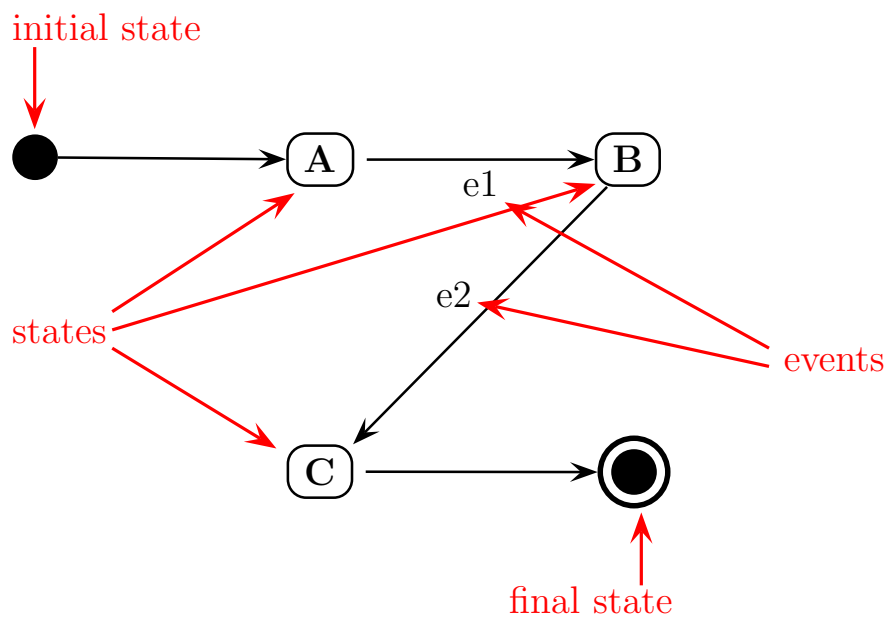 initial state
A
B
e1
e2
states
events
C
final state